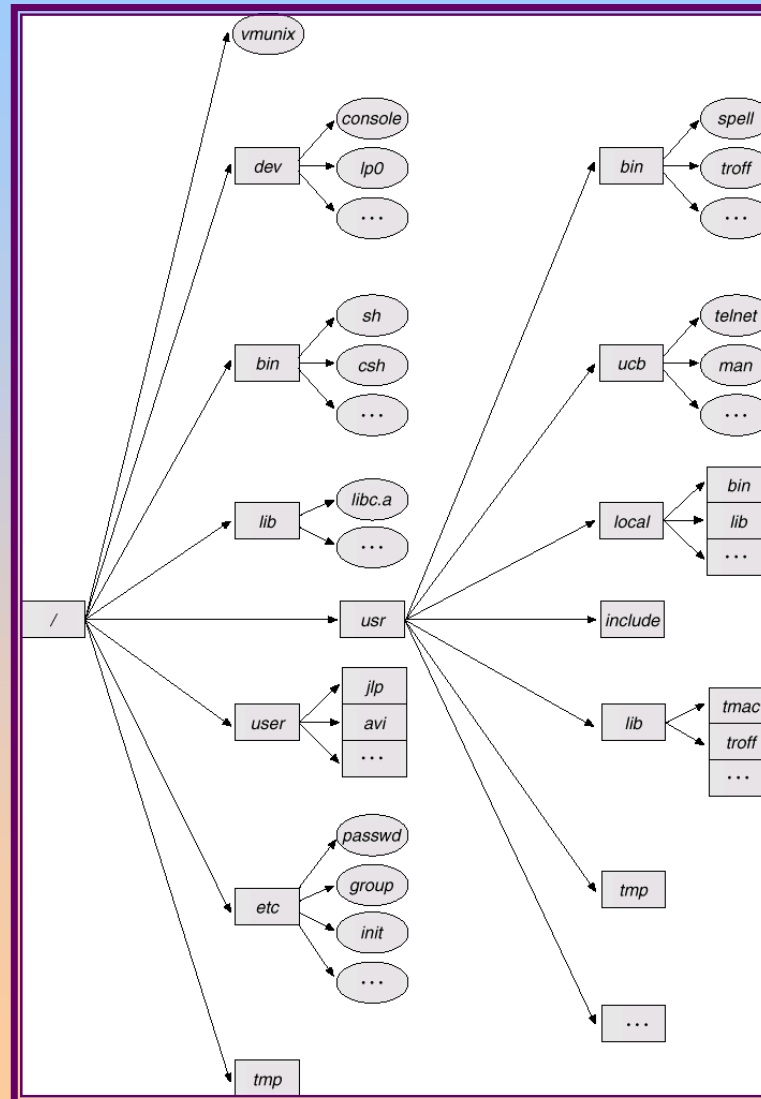 vmunix
dev
console
lp0
...
bin
sh
csh
...
lib
libc.a
...
/
usr
user
jlp
avi
...
etc
passwd
group
init
...
tmp
bin
spell
troff
...
ucb
telnet
man
...
local
bin
lib
...
include
lib
tmac
troff
...
tmp
...